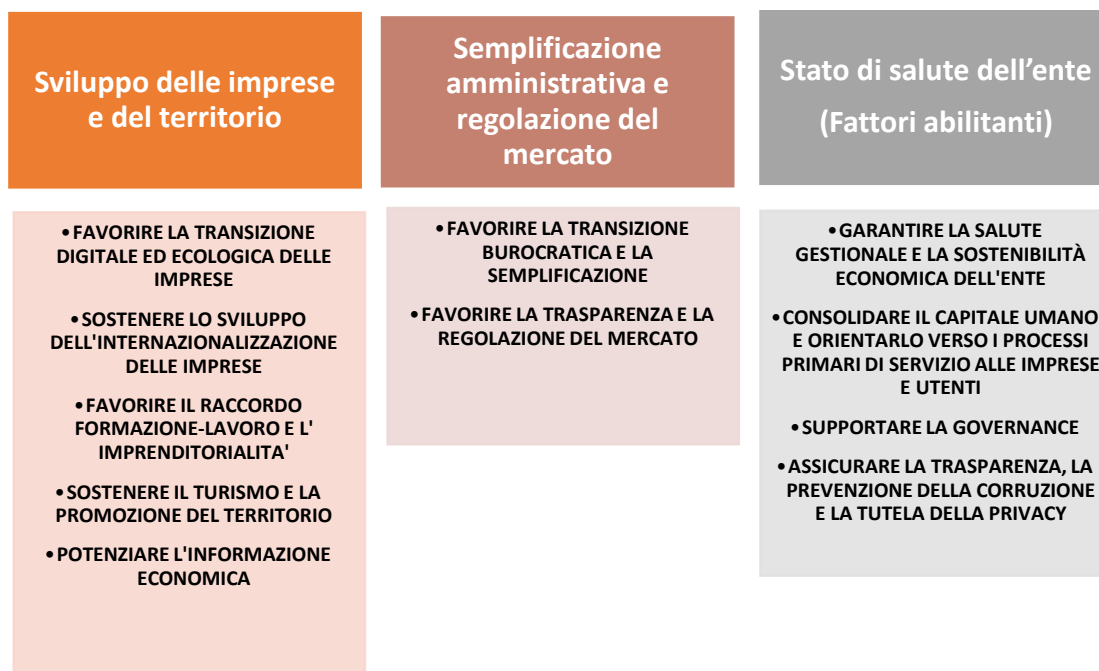 Sviluppo delle imprese
e del territorio
• FAVORIRE LA TRANSIZIONE
DIGITALE ED ECOLOGICA DELLE
IMPRESE
• SOSTENERE LO SVILUPPO
DELL'INTERNAZIONALIZZAZIONE
DELLE IMPRESE
• FAVORIRE IL RACCORDO
FORMAZIONE-LAVORO E L'
IMPRENDITORIALITA'
• SOSTENERE IL TURISMO E LA
PROMOZIONE DEL TERRITORIO
• POTENZIARE L'INFORMAZIONE
ECONOMICA
Semplificazione
amministrativa e
regolazione del
mercato
• FAVORIRE LA TRANSIZIONE
BUROCRATICA E LA
SEMPLIFICAZIONE
• FAVORIRE LA TRASPARENZA E LA
REGOLAZIONE DEL MERCATO
Stato di salute dell’ente
(Fattori abilitanti)
• GARANTIRE LA SALUTE
GESTIONALE E LA SOSTENIBILITÀ
ECONOMICA DELL'ENTE
• CONSOLIDARE IL CAPITALE UMANO
E ORIENTARLO VERSO I PROCESSI
PRIMARI DI SERVIZIO ALLE IMPRESE
E UTENTI
• SUPPORTARE LA GOVERNANCE
• ASSICURARE LA TRASPARENZA, LA
PREVENZIONE DELLA CORRUZIONE
E LA TUTELA DELLA PRIVACY